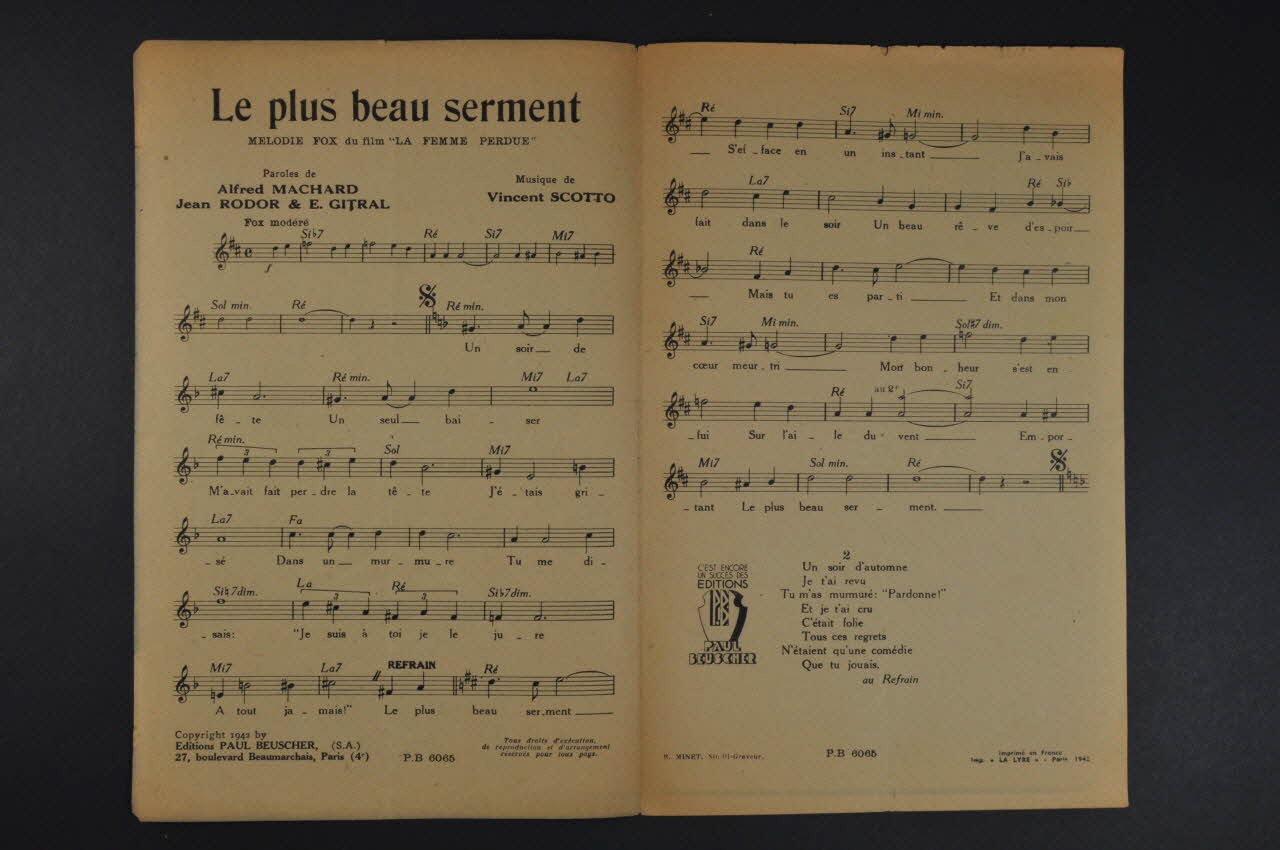 Le plus beau serment
MELODIE FOX du film "LA FEMME PERDUE"
Paroles de
Alfred MACHARD
Jean RODOR & E. GITRAL
Musique de
Vincent SCOTTO
Fox modéré
Si♭7 Ré Si7 Mi7
f
Sol min. Ré Ré min.
Un soir de
La7 Ré min. Mi7 La7
fê - te Un seul bai - ser
Ré min. 3 3 Sol Mi7
M'a-vait fait per-dre la tê - te J'é - tais gri -
La7 Fa
- sé Dans un mur - mu - re Tu me di -
Si♮7dim. La 3 Ré 3 Si♭7dim.
- sais: "Je suis à toi je le ju - re
Mi7 La7 REFRAIN Ré
A tout ja - mais!" Le plus beau ser-ment
Copyright 1942 by
Editions PAUL BEUSCHER, (S.A.)
27, boulevard Beaumarchais, Paris (4e)
P.B 6065
Tous droits d'exécution,
de reproduction et d'arrangement
réservés pour tous pays.
Ré Si7 Mi min.
S'ef - face en un ins - tant J'a - vais
La7 Ré Si♭
fait dans le soir Un beau rê - ve d'es - poir
Ré
Mais tu es par - ti Et dans mon
Si7 Mi min. Sol♯7 dim.
cœur meur - tri Mon bon - heur s'est en -
Ré au 2e Si7
- fui Sur l'ai - le du vent Em - por -
Mi7 Sol min. Ré
- tant Le plus beau ser - ment.
C'EST ENCORE
UN SUCCES DES
EDITIONS
PB
PAUL
BEUSCHER
2
Un soir d'automne
Je t'ai revu
Tu m'as murmuré: "Pardonne!"
Et je t'ai cru
C'était folie
Tous ces regrets
N'étaient qu'une comédie
Que tu jouais.
au Refrain
MINET, Graveur.
P.B 6065
Imprimé en France
Imp. « LA LYRE » - Paris 1942